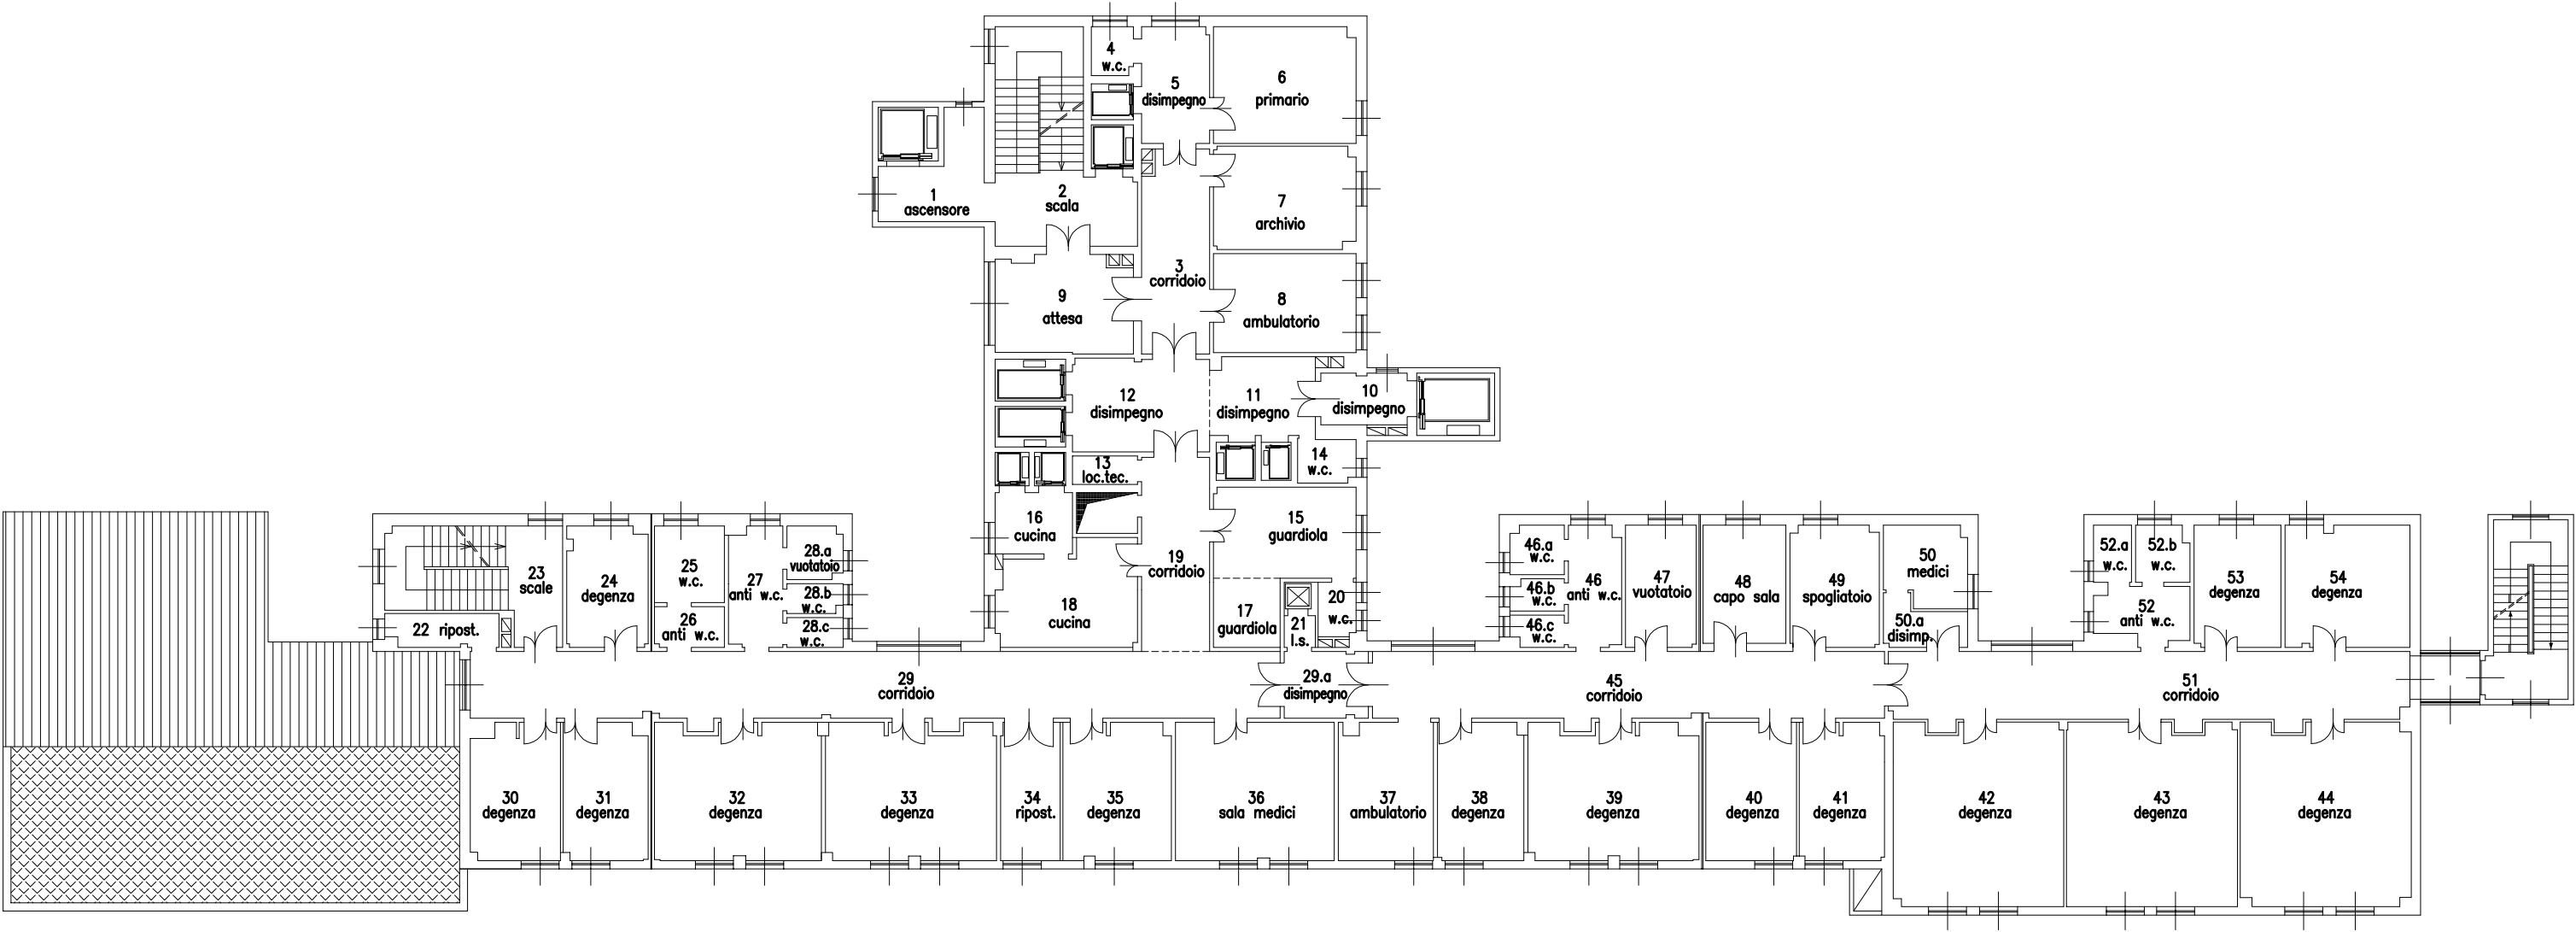 4
w.c.
5
disimpegno
6
primario
1
ascensore
2
scala
7
archivio
3
corridoio
9
attesa
8
ambulatorio
12
disimpegno
11
disimpegno
10
disimpegno
13
loc.tec.
14
w.c.
16
cucina
15
guardiola
19
corridoio
18
cucina
17
guardiola
20
w.c.
21
l.s.
23
scale
24
degenza
22 ripost.
25
w.c.
26
anti w.c.
27
anti w.c.
28.a
vuotatoio
28.b
w.c.
28.c
w.c.
46.a
w.c.
46.b
w.c.
46.c
w.c.
46
anti w.c.
47
vuotatoio
48
capo sala
49
spogliatoio
50
medici
50.a
disimp.
52.a
w.c.
52.b
w.c.
52
anti w.c.
53
degenza
54
degenza
29
corridoio
29.a
disimpegno
45
corridoio
51
corridoio
30
degenza
31
degenza
32
degenza
33
degenza
34
ripost.
35
degenza
36
sala medici
37
ambulatorio
38
degenza
39
degenza
40
degenza
41
degenza
42
degenza
43
degenza
44
degenza